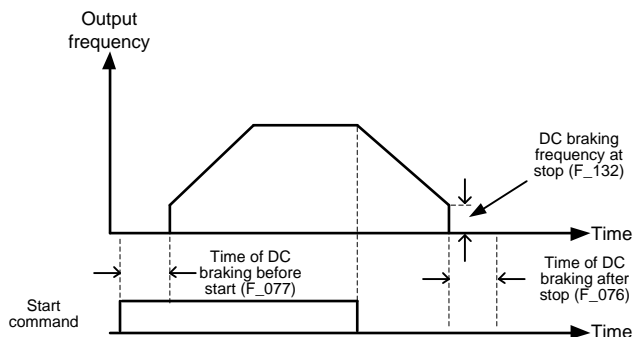 Output
frequency
DC braking
frequency at
stop (F_132)
Time
Time of DC
braking before
start (F_077)
Time of DC
braking after
stop (F_076)
Start
command
Time